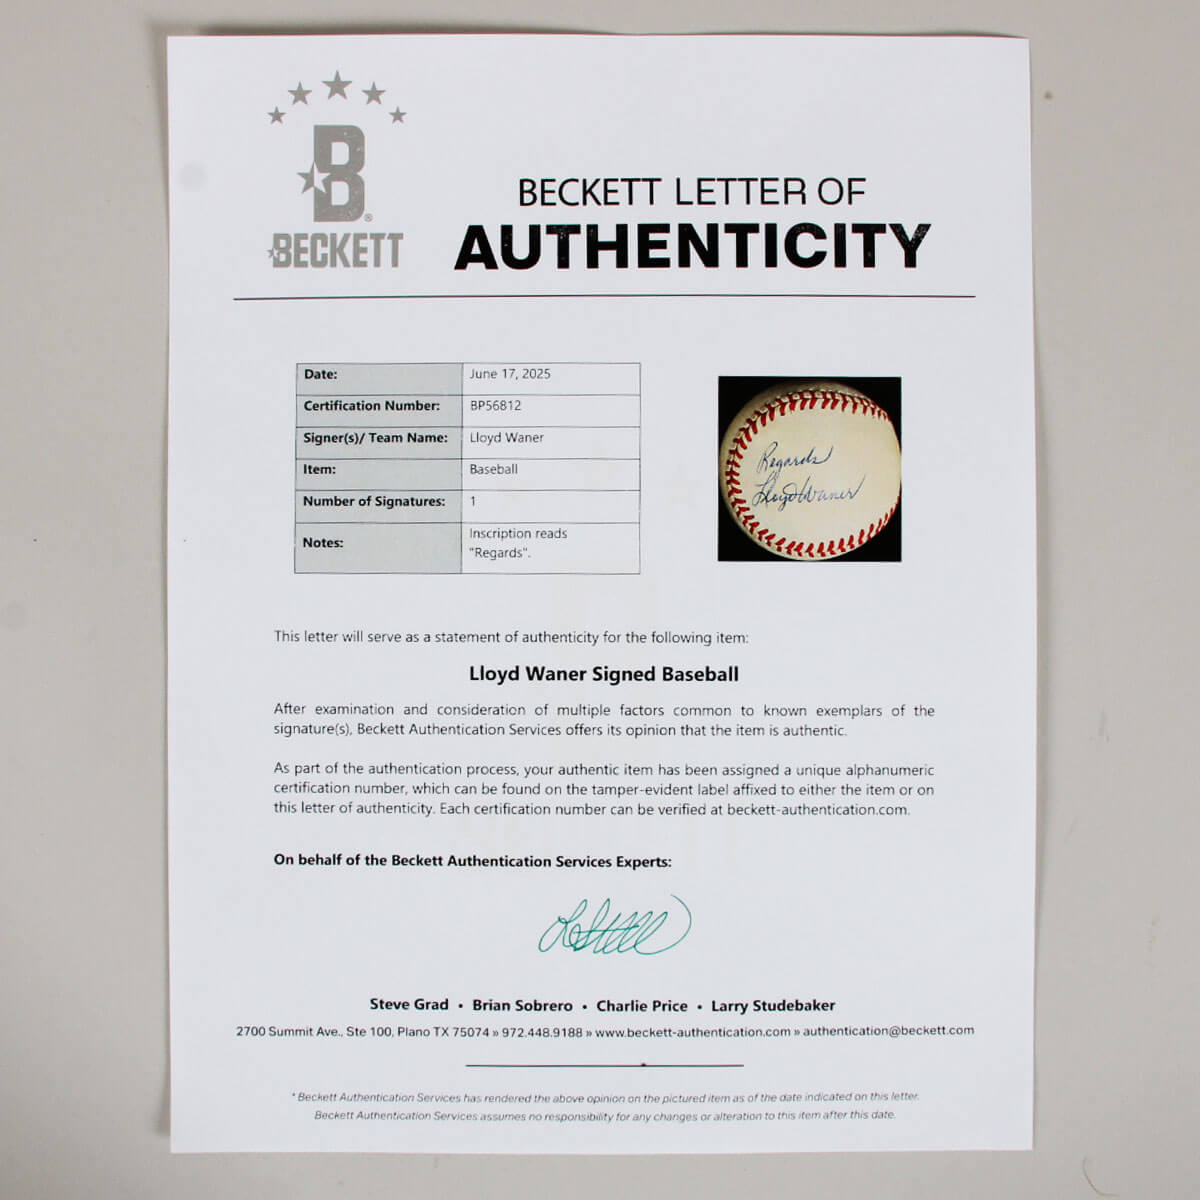 B®
BECKETT
BECKETT LETTER OF
AUTHENTICITY
Date: June 17, 2025
Certification Number: BP56812
Signer(s)/ Team Name: Lloyd Waner
Item: Baseball
Number of Signatures: 1
Notes: Inscription reads
"Regards".
Regards
Lloyd Waner
This letter will serve as a statement of authenticity for the following item:
Lloyd Waner Signed Baseball
After examination and consideration of multiple factors common to known exemplars of the
signature(s), Beckett Authentication Services offers its opinion that the item is authentic.
As part of the authentication process, your authentic item has been assigned a unique alphanumeric
certification number, which can be found on the tamper-evident label affixed to either the item or on
this letter of authenticity. Each certification number can be verified at beckett-authentication.com.
On behalf of the Beckett Authentication Services Experts:
Steve Grad • Brian Sobrero • Charlie Price • Larry Studebaker
2700 Summit Ave., Ste 100, Plano TX 75074 » 972.448.9188 » www.beckett-authentication.com » authentication@beckett.com
* Beckett Authentication Services has rendered the above opinion on the pictured item as of the date indicated on this letter.
Beckett Authentication Services assumes no responsibility for any changes or alteration to this item after this date.